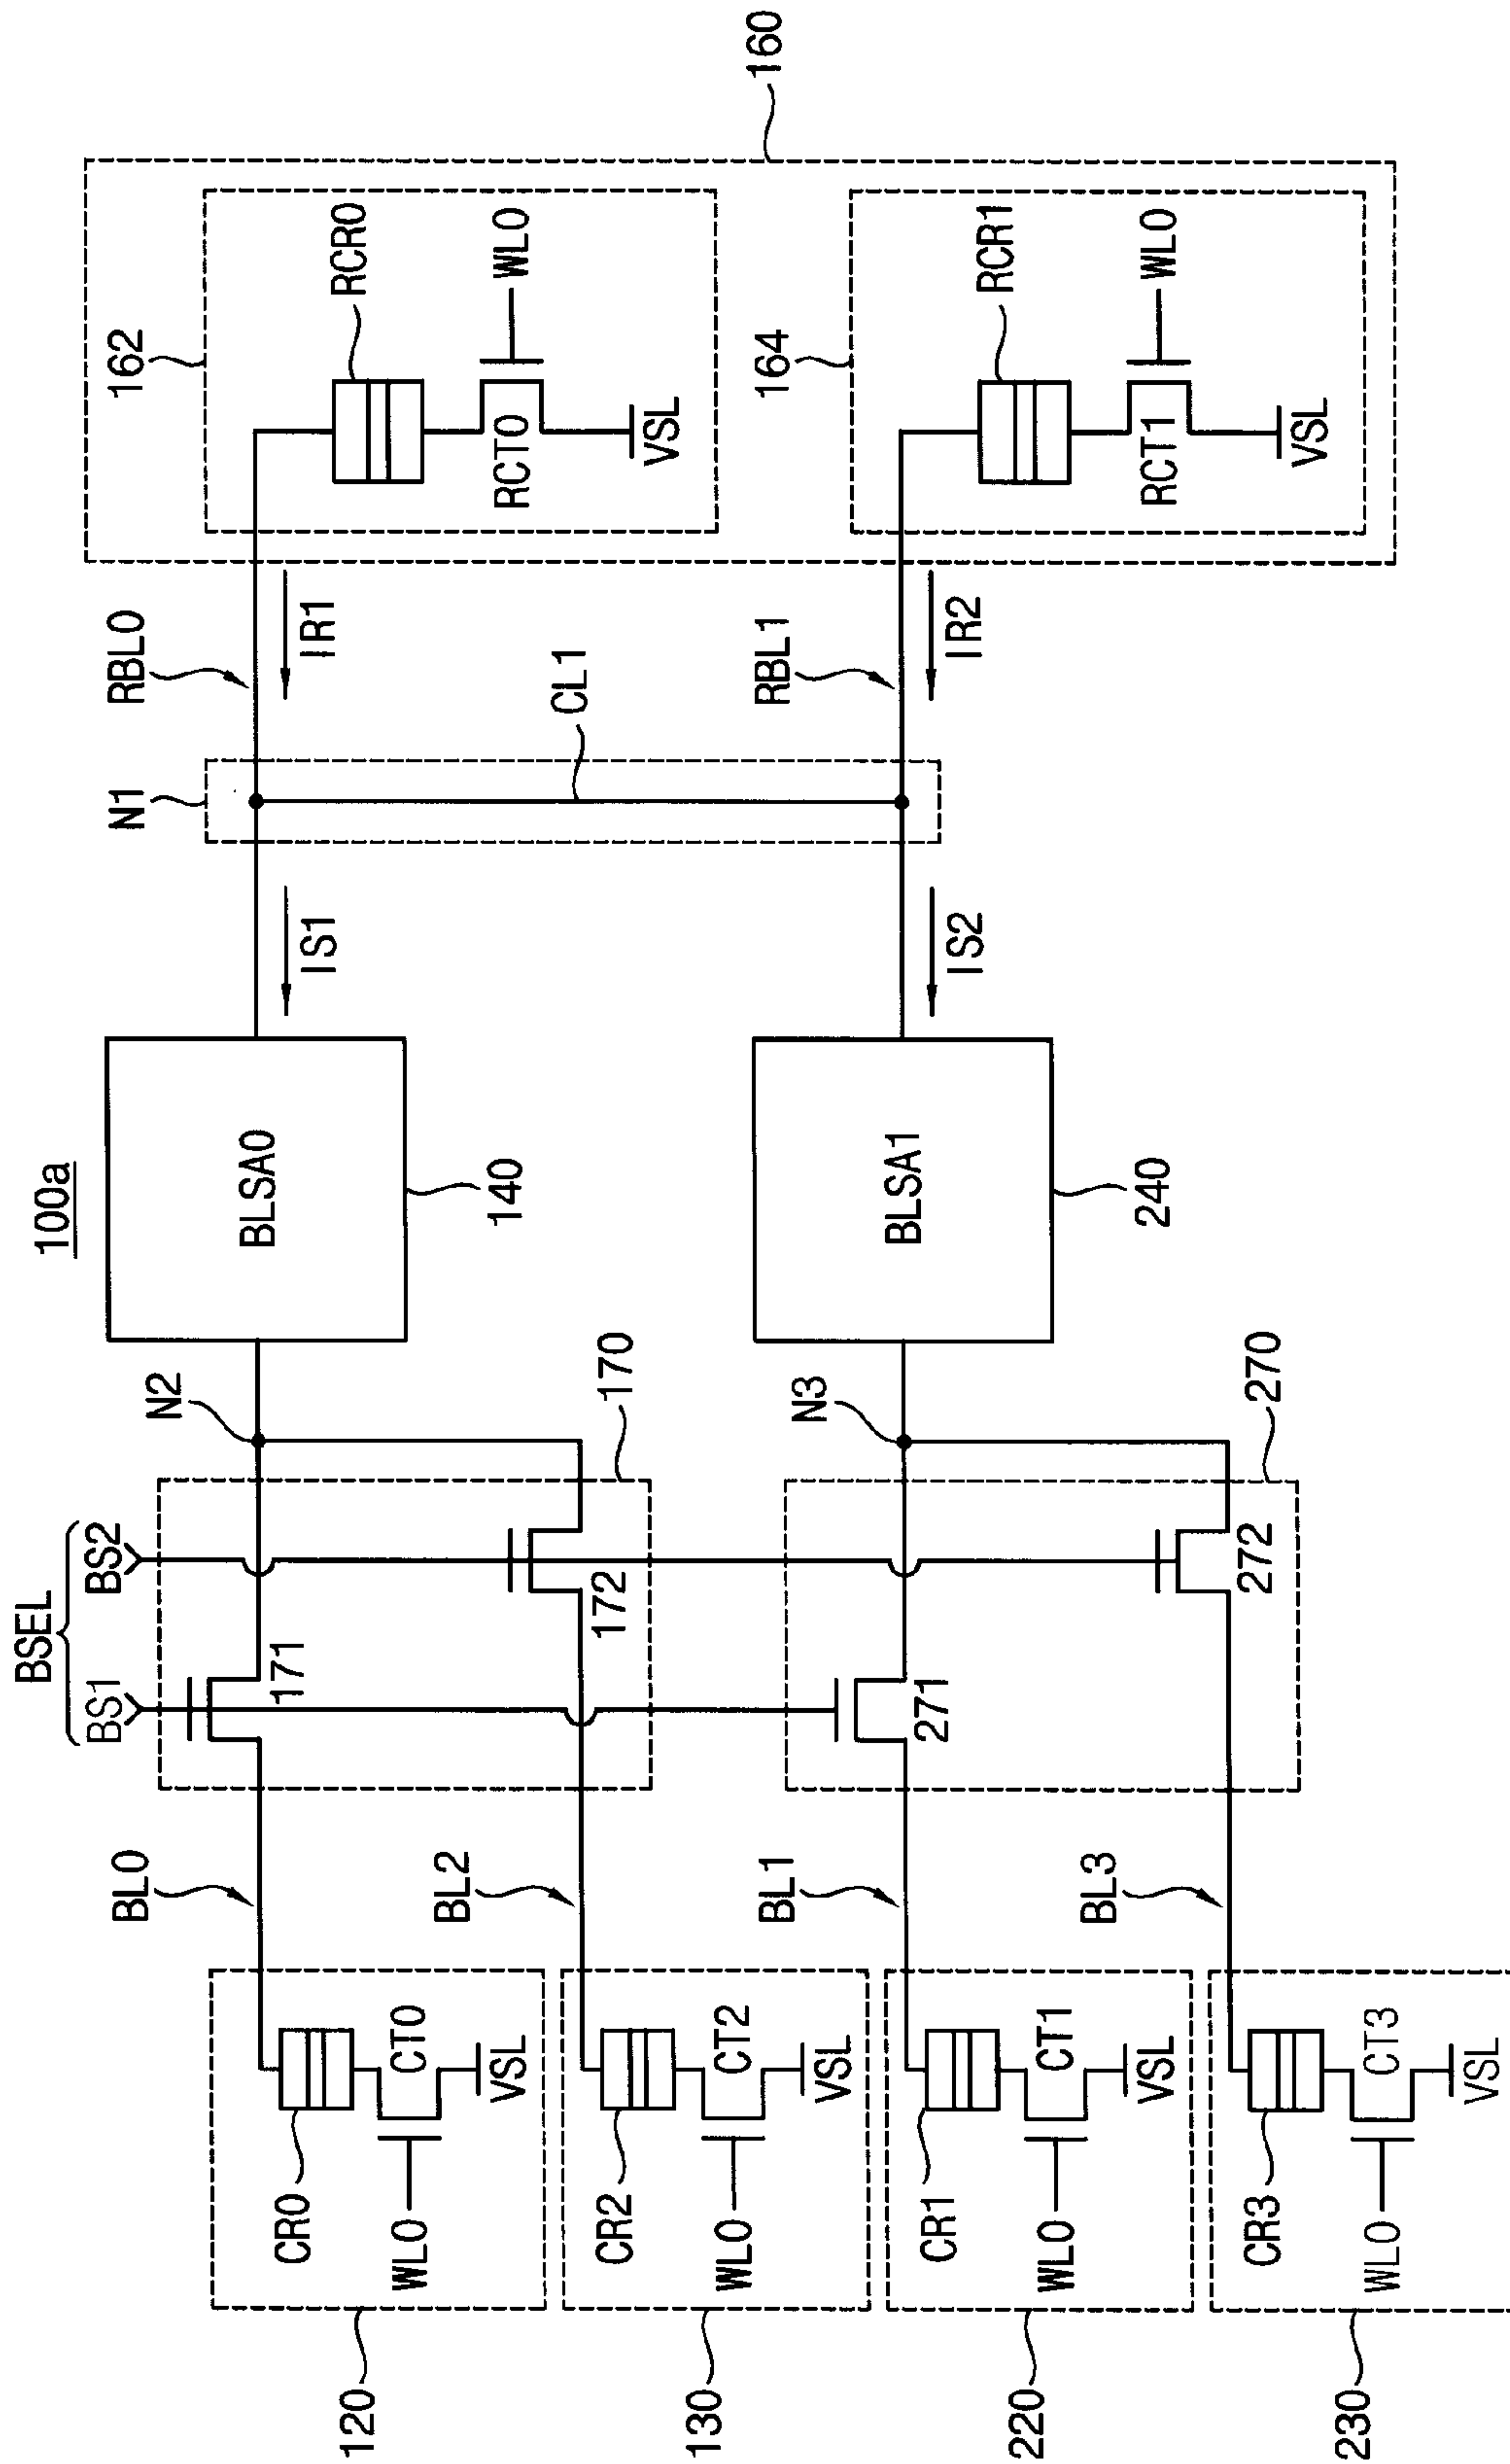 100a
BSEL
BS1
BS2
BL0
171
N2
BLSA0
140
IS1
N1
RBL0
IR1
162
RCR0
RCT0
WL0
VSL
160
120
CR0
CT0
WL0
VSL
BL2
172
170
CL1
130
CR2
CT2
WL0
VSL
BL1
271
N3
BLSA1
240
IS2
RBL1
IR2
164
RCR1
RCT1
WL0
VSL
220
CR1
CT1
WL0
VSL
BL3
272
270
230
CR3
CT3
WL0
VSL